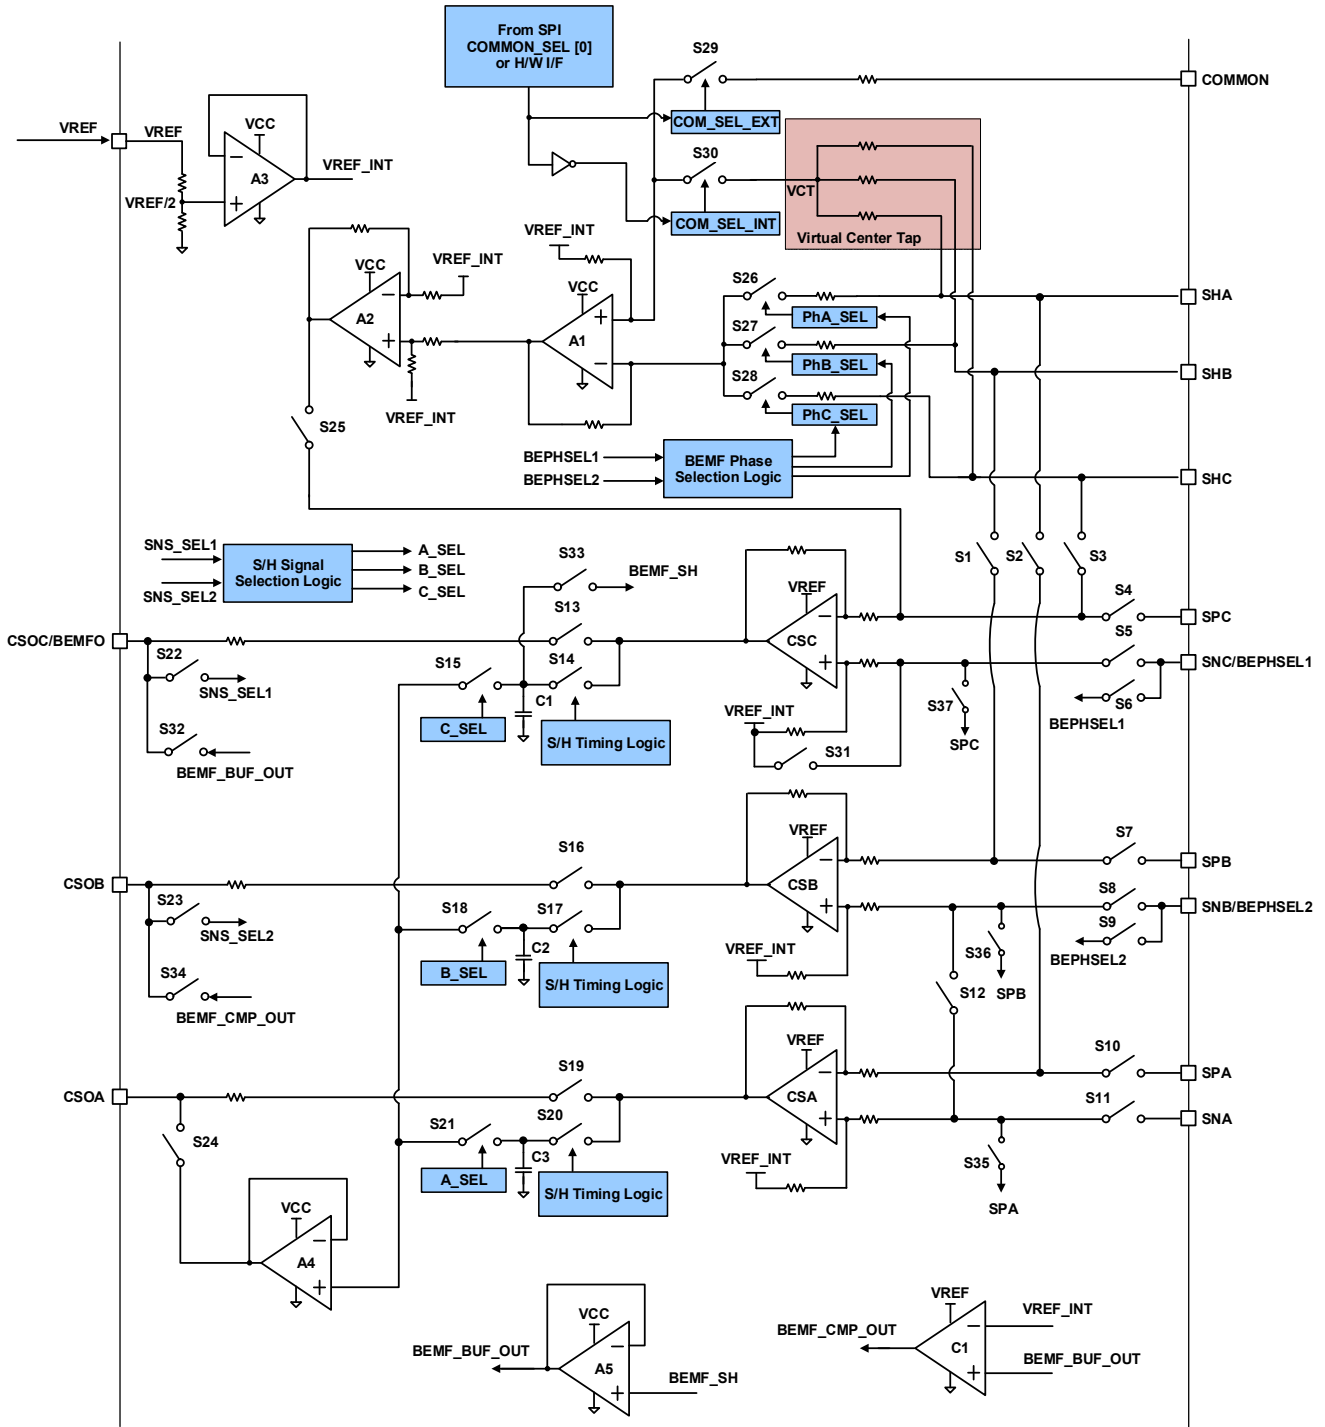 From SPI
COMMON_SEL [0]
or H/W I/F
S29
COMMON
COM_SEL_EXT
VREF
VREF
VCC
A3
VREF_INT
VREF/2
S30
VCT
COM_SEL_INT
Virtual Center Tap
VREF_INT
VCC
VREF_INT
A2
VCC
A1
VREF_INT
S26
PhA_SEL
SHA
S27
PhB_SEL
SHB
S28
PhC_SEL
S25
BEPHSEL1
BEPHSEL2
BEMF Phase
Selection Logic
SHC
SNS_SEL1
SNS_SEL2
S/H Signal
Selection Logic
A_SEL
B_SEL
C_SEL
S33
BEMF_SH
S1
S2
S3
S13
VREF
CSC
S4
SPC
CSOC/BEMFO
S5
SNC/BEPHSEL1
S22
SNS_SEL1
S15
S14
C1
C_SEL
S/H Timing Logic
S37
SPC
S6
BEPHSEL1
VREF_INT
S31
S32
BEMF_BUF_OUT
VREF
CSB
S7
SPB
S16
CSOB
S8
SNB/BEPHSEL2
S23
SNS_SEL2
S18
S17
C2
B_SEL
S/H Timing Logic
S9
BEPHSEL2
S36
SPB
VREF_INT
S34
BEMF_CMP_OUT
S12
VREF
CSA
S10
SPA
S19
CSOA
S11
SNA
S24
S21
S20
C3
A_SEL
S/H Timing Logic
VREF_INT
S35
SPA
VCC
A4
VCC
A5
BEMF_BUF_OUT
BEMF_SH
VREF
C1
VREF_INT
BEMF_CMP_OUT
BEMF_BUF_OUT